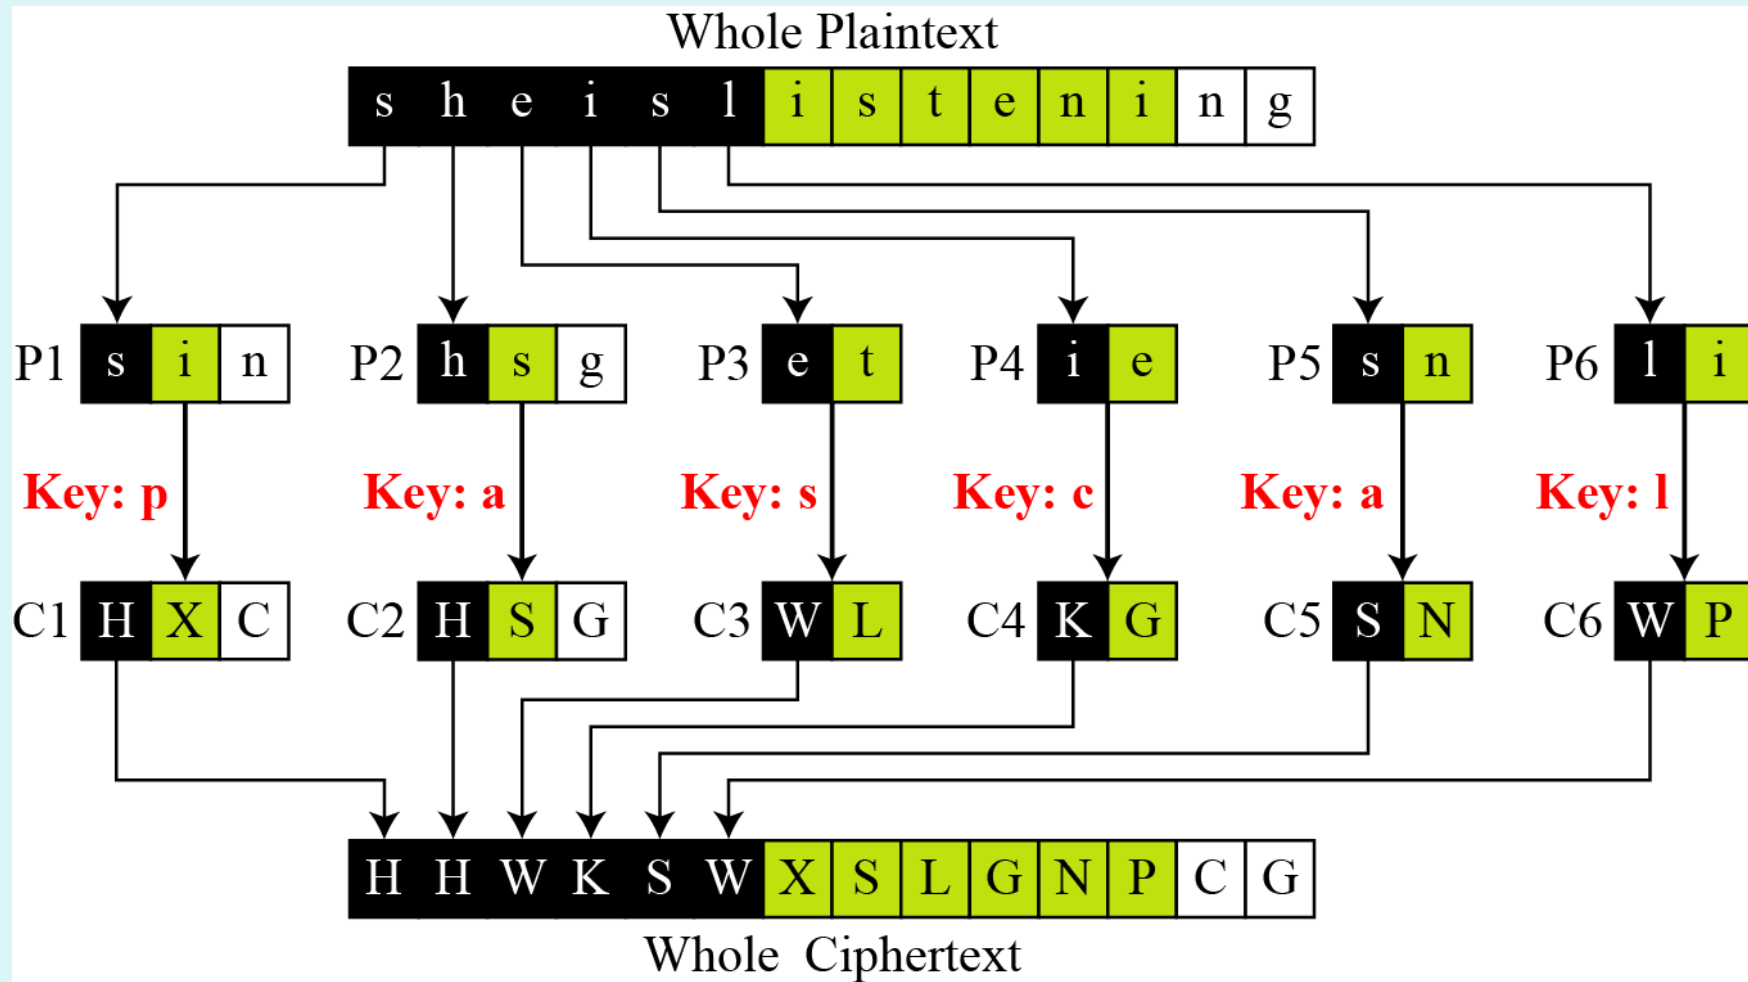 Whole Plaintext
s h e i s l i s t e n i n g
P1 s i n P2 h s g P3 e t P4 i e P5 s n P6 l i
Key: p Key: a Key: s Key: c Key: a Key: l
C1 H X C C2 H S G C3 W L C4 K G C5 S N C6 W P
H H W K S W X S L G N P C G
Whole Ciphertext